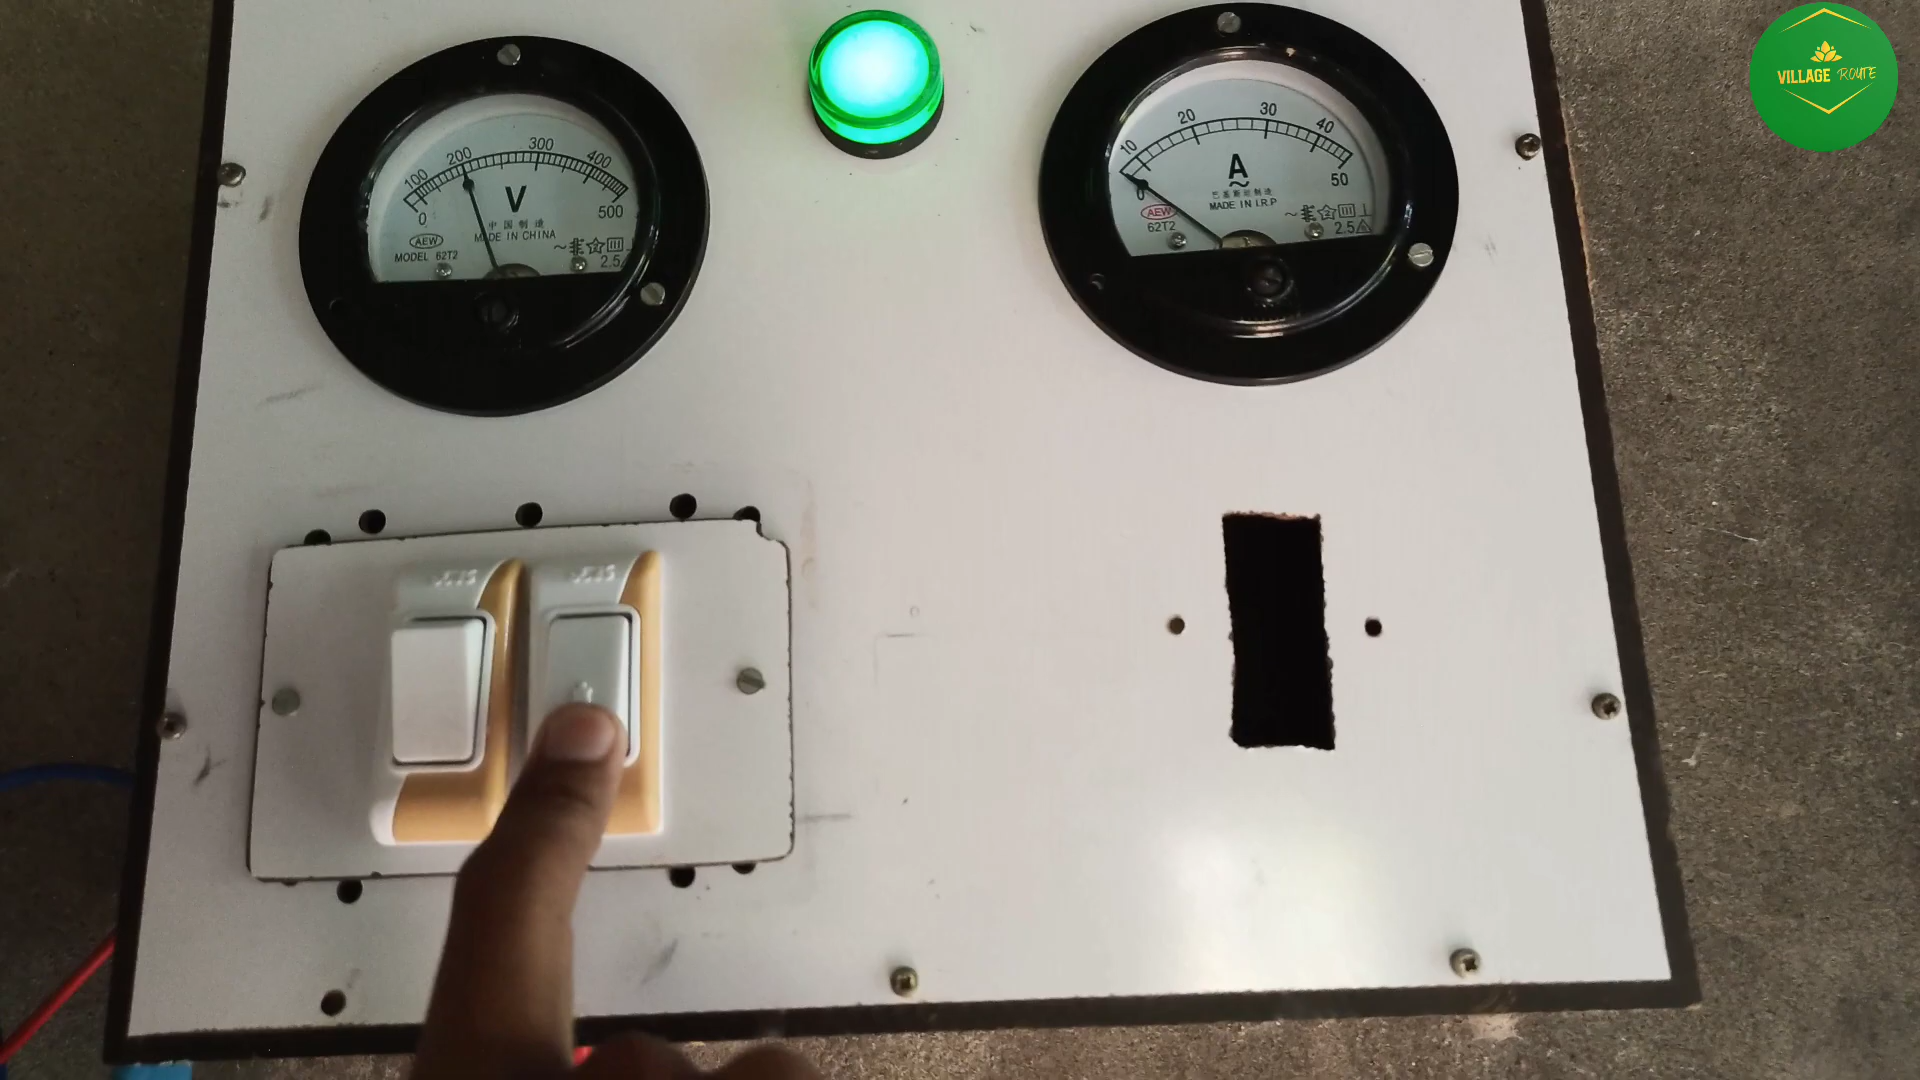 VILLAGE ROUTE
0 100 200 300 400 500
V
中国制造
MADE IN CHINA
AEW
MODEL 62T2
2.5
0 10 20 30 40 50
A
MADE IN I.R.P
AEW
62T2
2.5